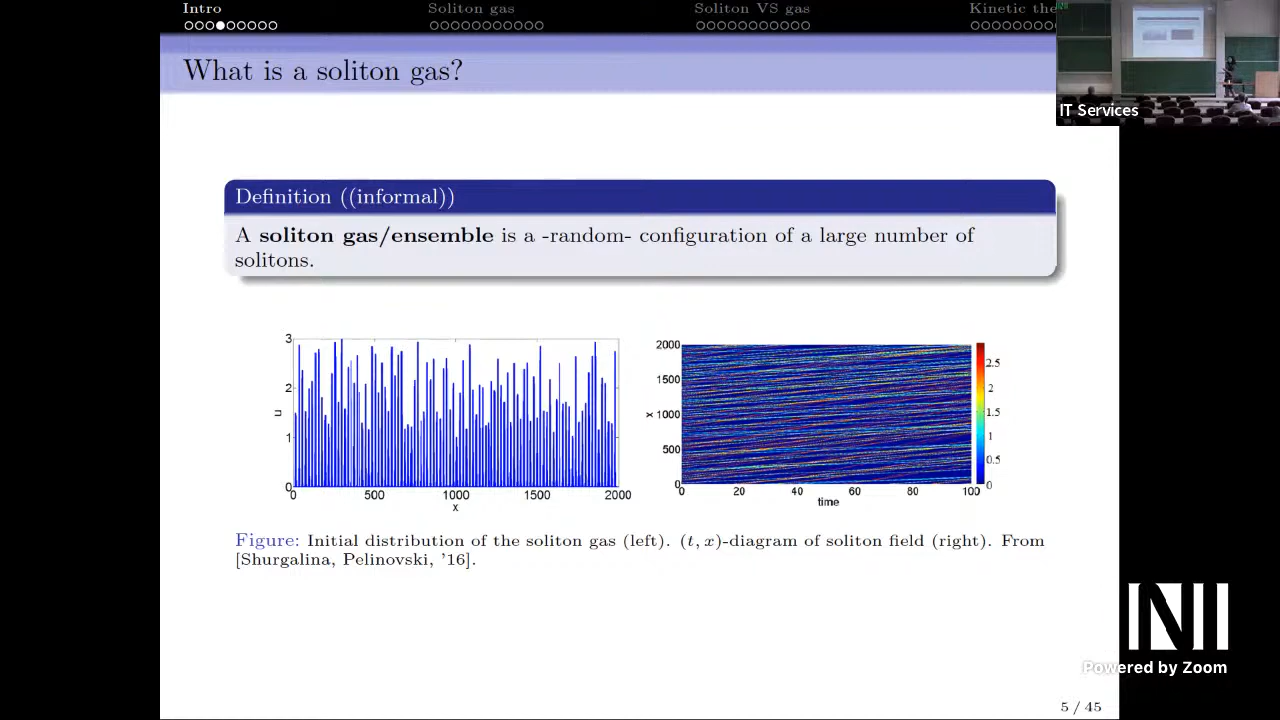 Intro
Soliton gas
Soliton VS gas
Kinetic the
What is a soliton gas?
IT Services
Definition ((informal))
A soliton gas/ensemble is a -random- configuration of a large number of
solitons.
3
2
1
0
u
0 500 1000 1500 2000
x
2000
1500
1000
500
0
x
0 20 40 60 80 100
time
2.5
2
1.5
1
0.5
0
Figure: Initial distribution of the soliton gas (left). (t, x)-diagram of soliton field (right). From
[Shurgalina, Pelinovski, '16].
NI
Powered by Zoom
5 / 45